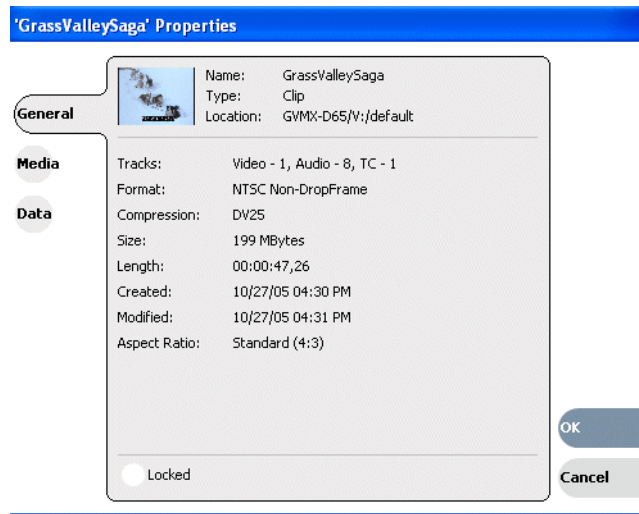 'GrassValleySaga' Properties
General
Media
Data
Name: GrassValleySaga
Type: Clip
Location: GVMX-D65/V:/default
Tracks: Video - 1, Audio - 8, TC - 1
Format: NTSC Non-DropFrame
Compression: DV25
Size: 199 MBytes
Length: 00:00:47,26
Created: 10/27/05 04:30 PM
Modified: 10/27/05 04:31 PM
Aspect Ratio: Standard (4:3)
Locked
OK
Cancel